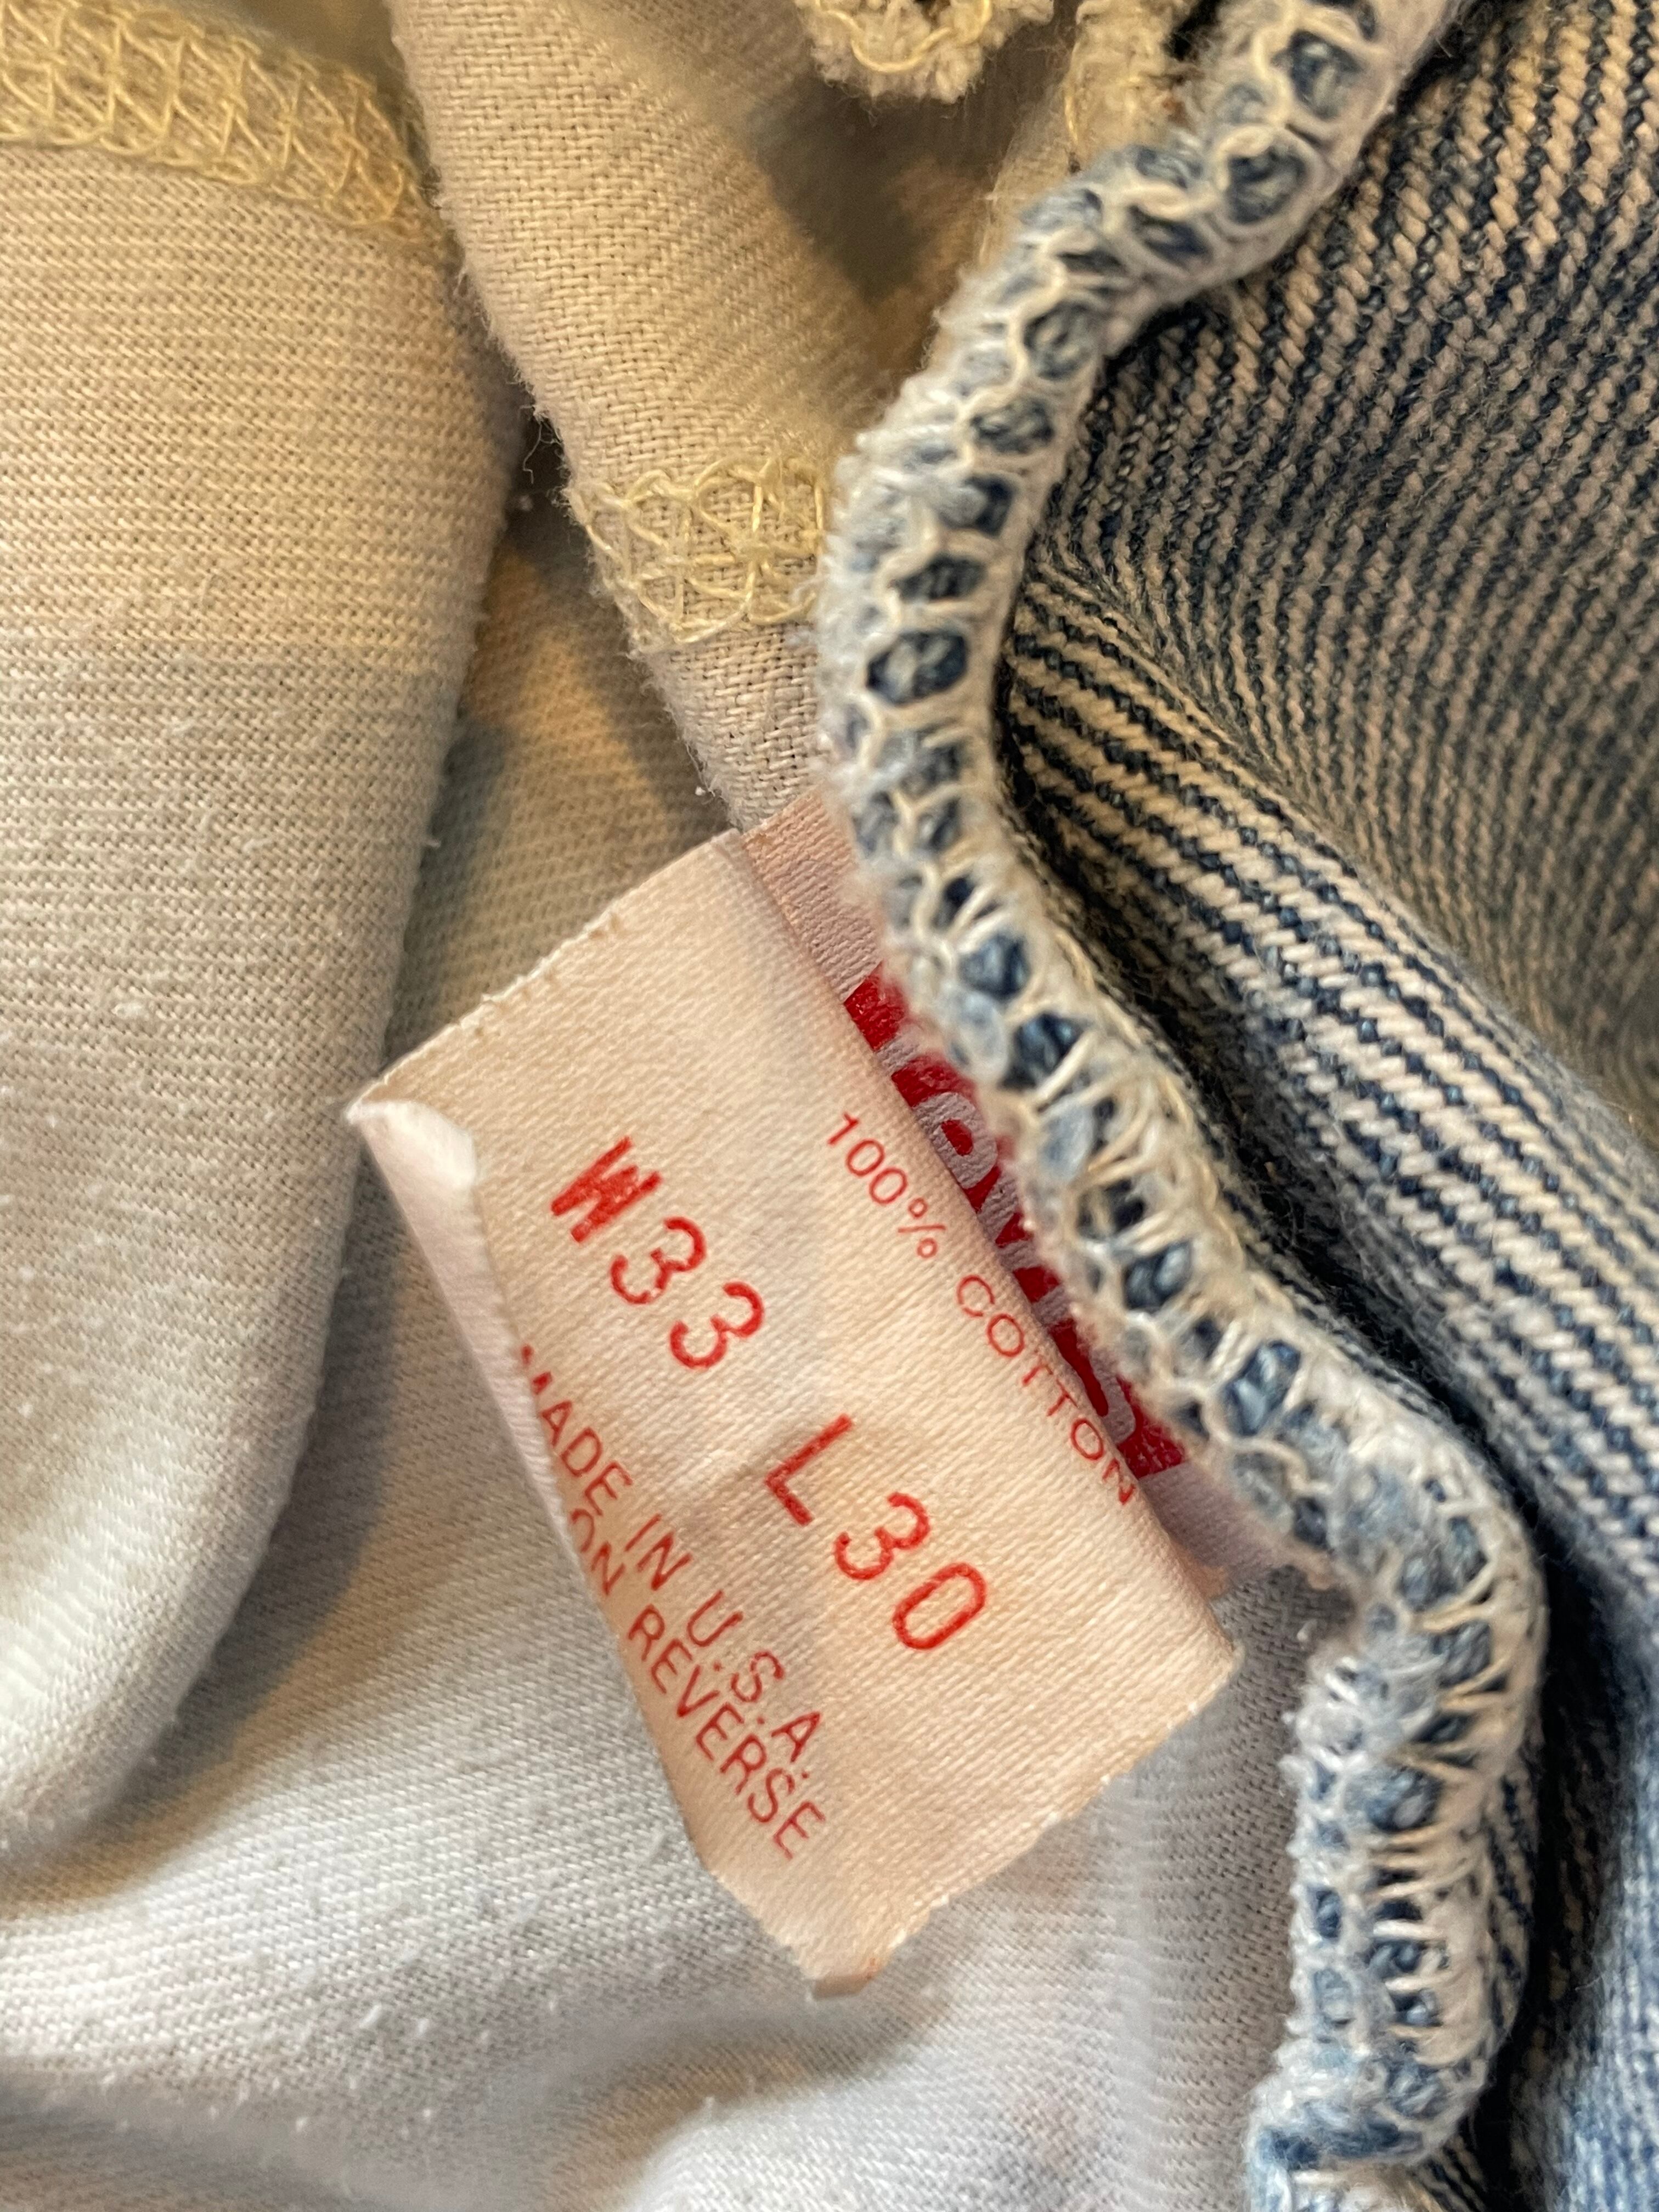 100% COTTON
W33 L30
MADE IN U.S.A.
ON REVERSE